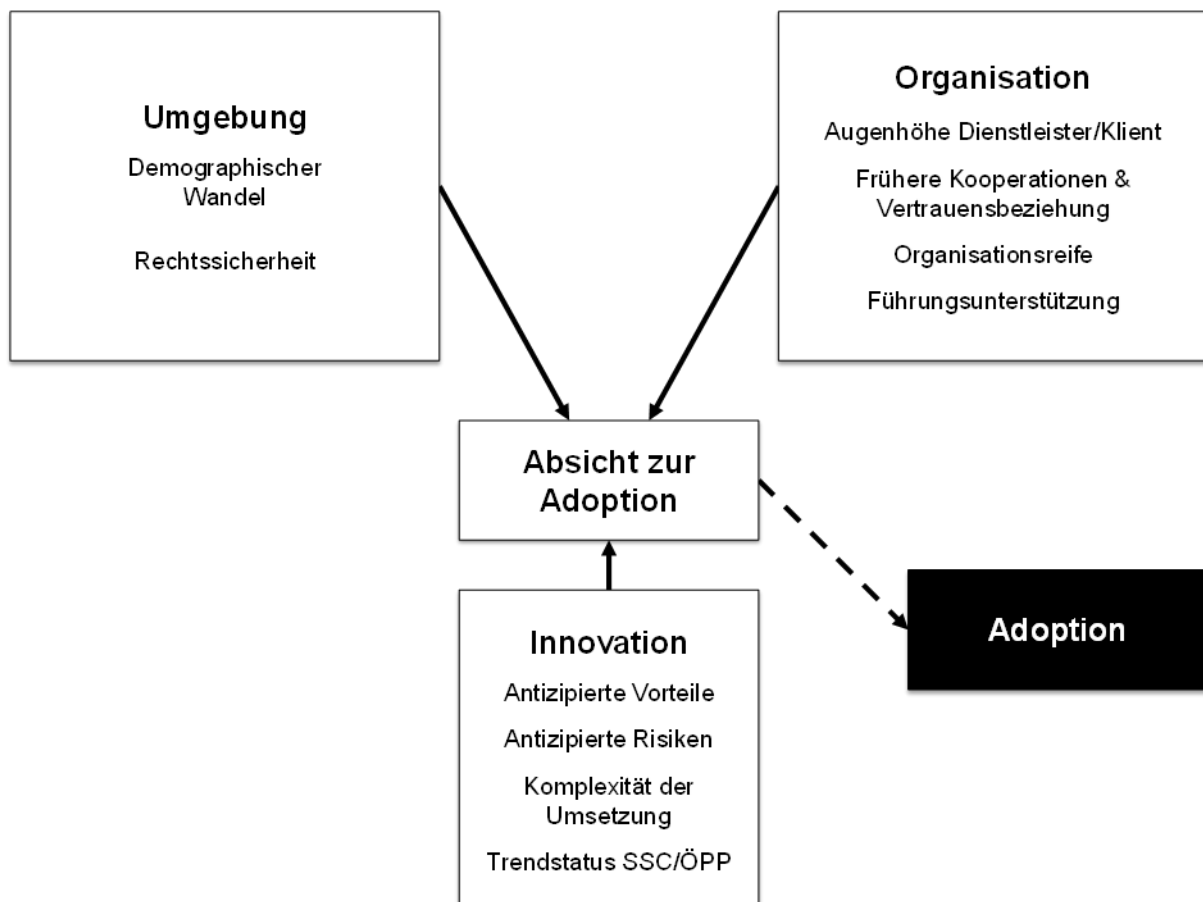 Umgebung
Demographischer
Wandel
Rechtssicherheit
Organisation
Augenhöhe Dienstleister/Klient
Frühere Kooperationen &
Vertrauensbeziehung
Organisationsreife
Führungsunterstützung
Absicht zur
Adoption
Adoption
Innovation
Antizipierte Vorteile
Antizipierte Risiken
Komplexität der
Umsetzung
Trendstatus SSC/ÖPP